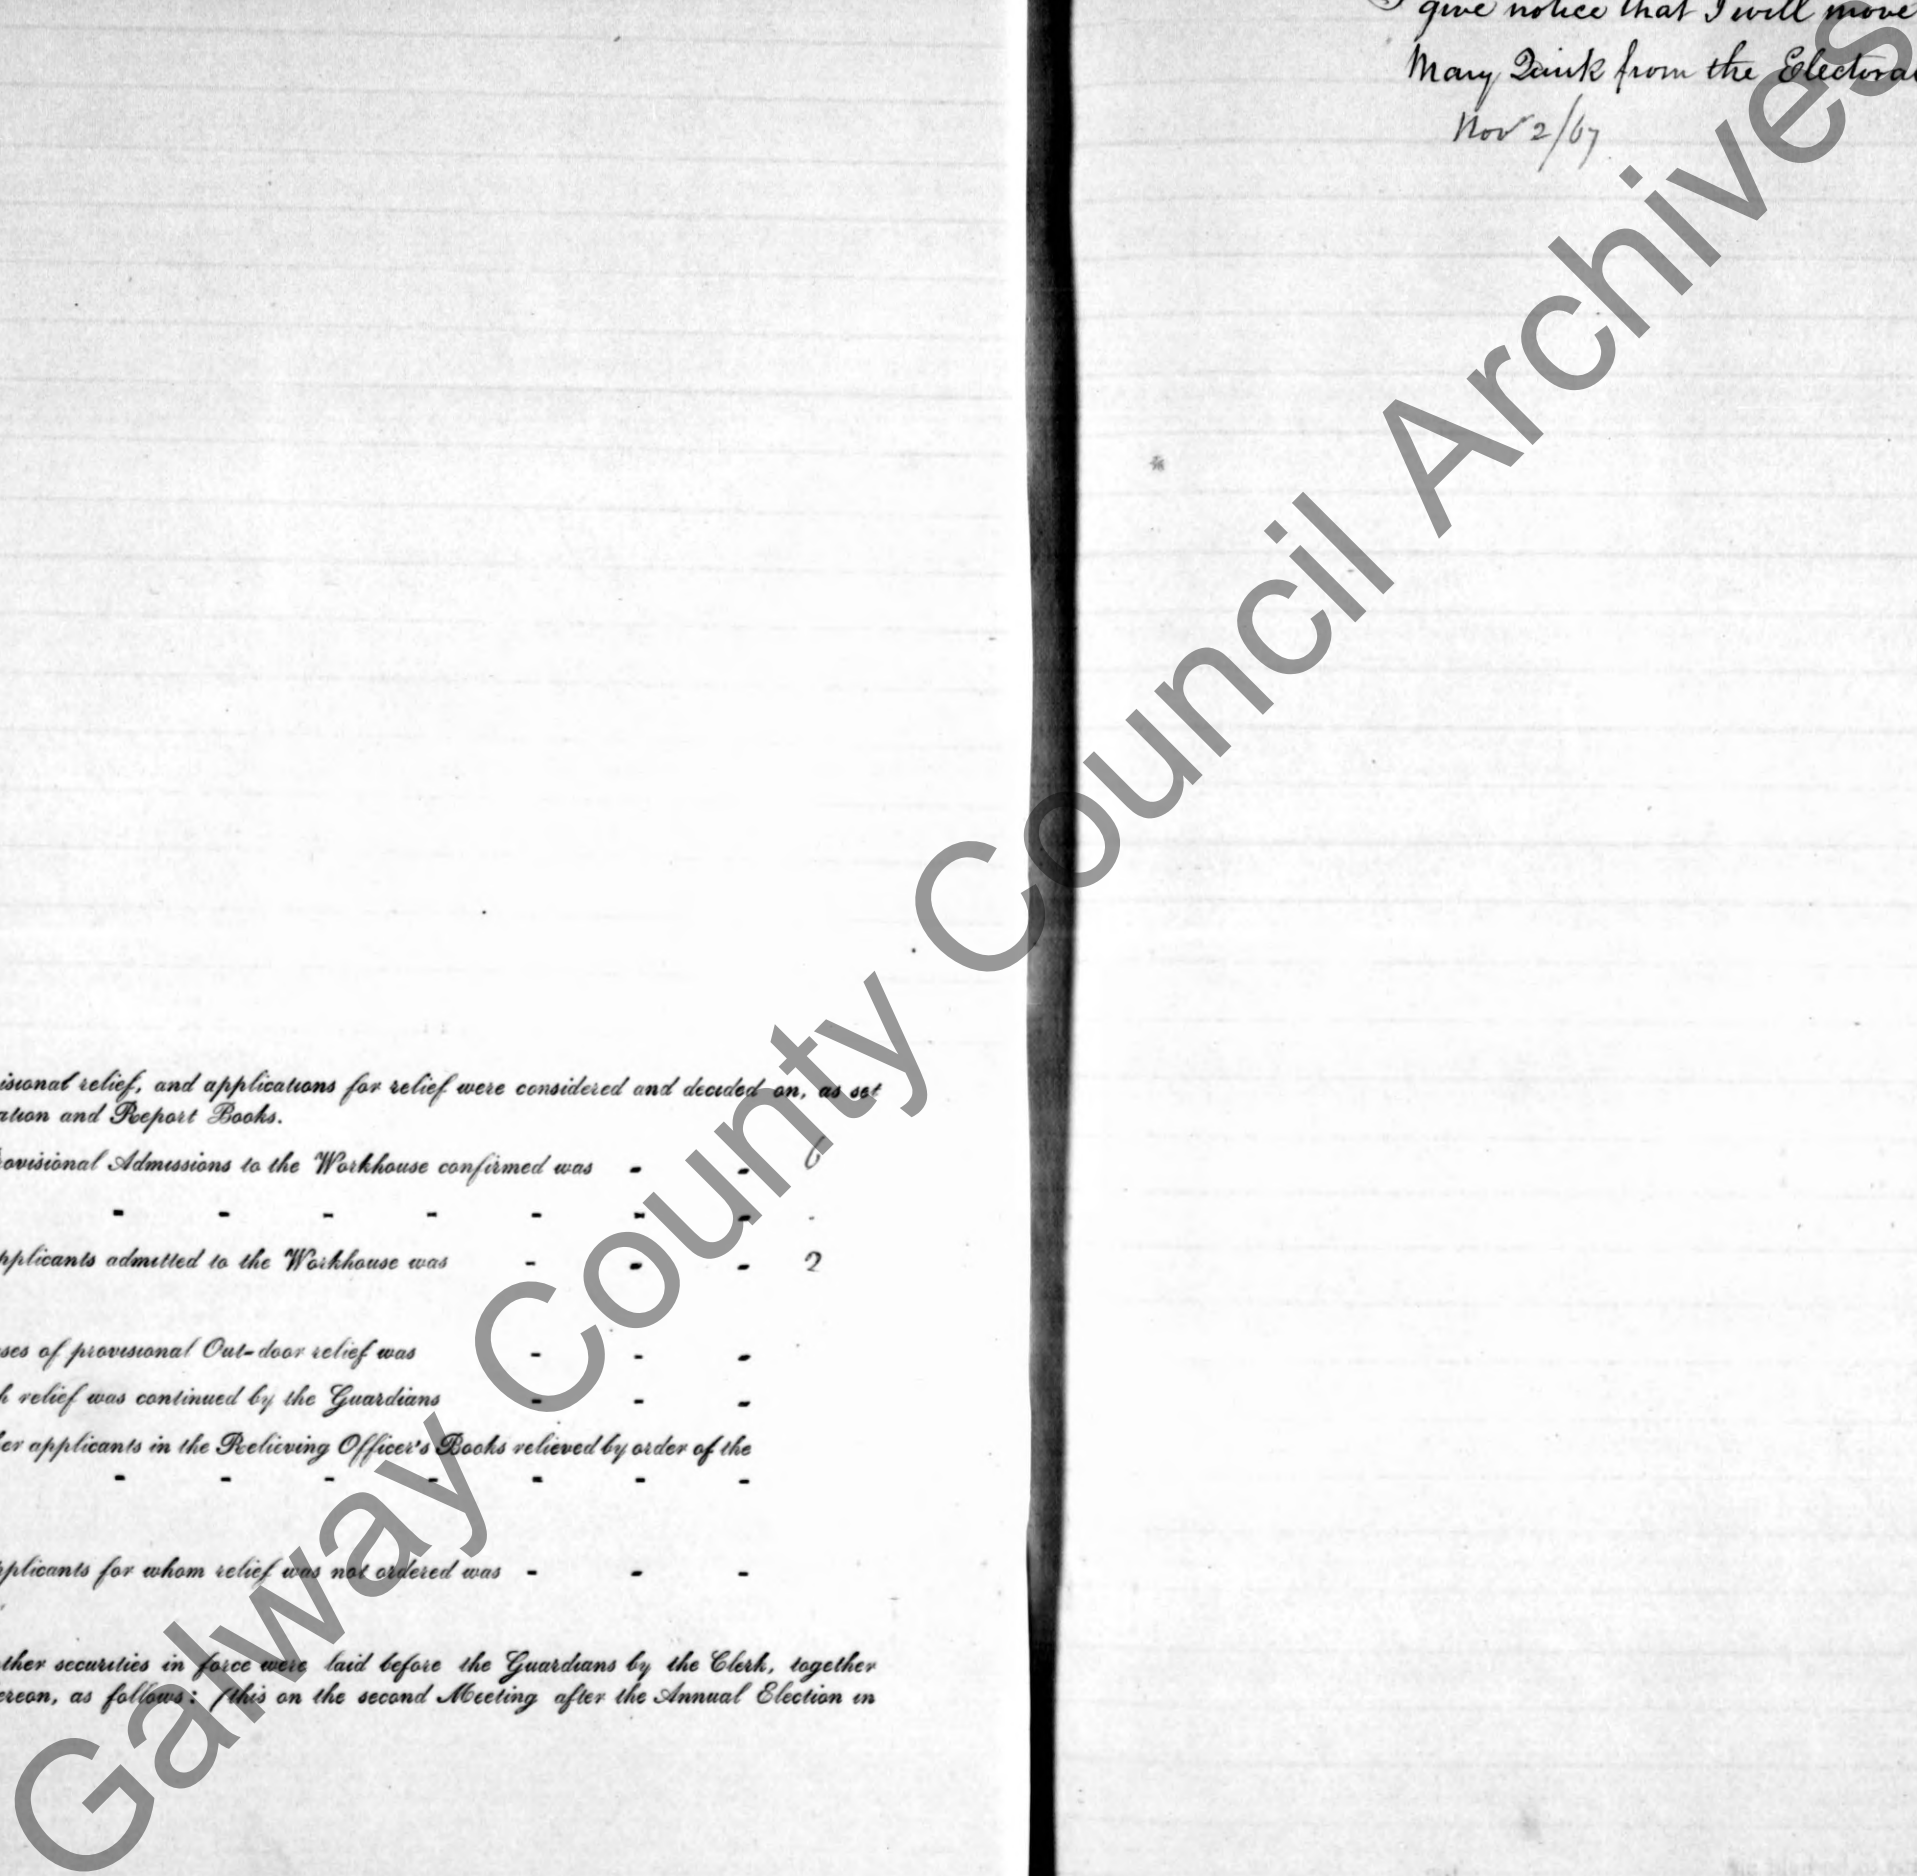 isional relief, and applications for relief were considered and decided on, as set
ation and Report Books.
ovisional Admissions to the Workhouse confirmed was - - 6
- - - - - - -
pplicants admitted to the Workhouse was - - - 2
ses of provisional Out-door relief was - - -
h relief was continued by the Guardians - - -
er applicants in the Relieving Officer's Books relieved by order of the
- - - - - - -
pplicants for whom relief was not ordered was - - -
ther securities in force were laid before the Guardians by the Clerk, together
ereon, as follows: (this on the second Meeting after the Annual Election in
give notice that I will move
Mary from the Electoral
Nov 2/67
Galway County Council Archives